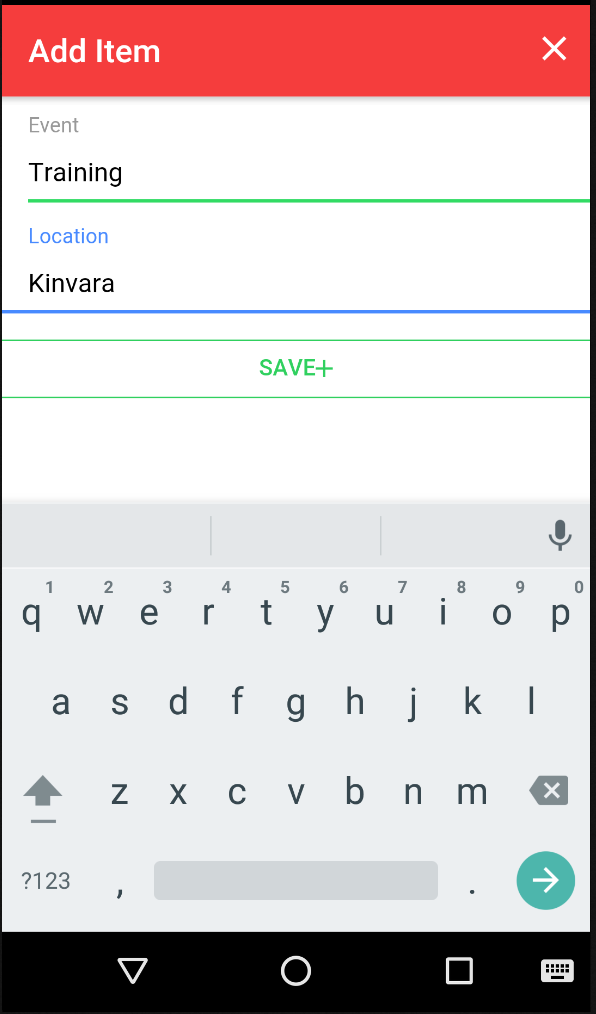 Add Item
Event
Training
Location
Kinvara
SAVE+
1 2 3 4 5 6 7 8 9 0
q w e r t y u i o p
a s d f g h j k l
z x c v b n m
?123 , .